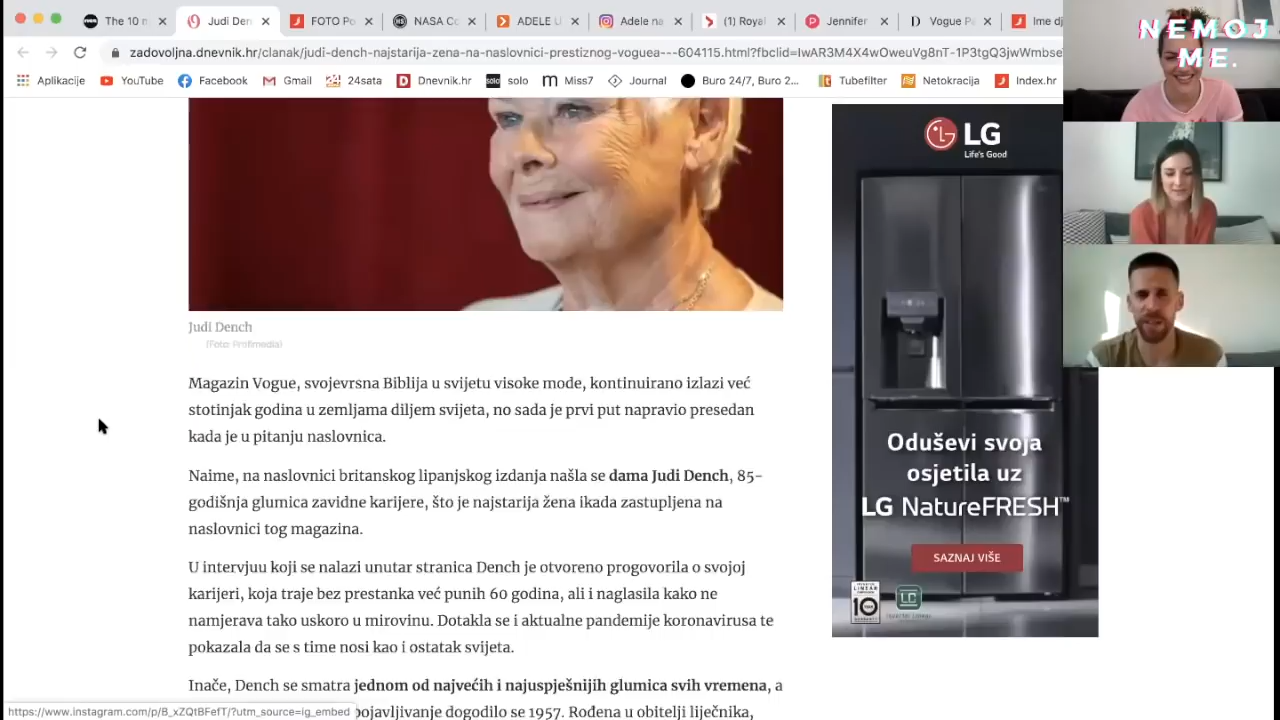 The 10 m
Judi Den
FOTO Po
NASA Co
ADELE U
Adele na
(1) Royal
Jennifer
Vogue Pa
Ime dj
zadovoljna.dnevnik.hr/clanak/judi-dench-najstarija-zena-na-naslovnici-prestiznog-voguea---604115.html?fbclid=IwAR3M4X4wOweuVg8nT-1P3tgQ3jwWmbse
Aplikacije
YouTube
Facebook
Gmail
24sata
Dnevnik.hr
solo
Miss7
Journal
Buro 24/7, Buro 2...
Tubefilter
Netokracija
Index.hr
NEMOJ
ME.
LG
Life's Good
Judi Dench
(Foto: Profimedia)
Magazin Vogue, svojevrsna Biblija u svijetu visoke mode, kontinuirano izlazi već
stotinjak godina u zemljama diljem svijeta, no sada je prvi put napravio presedan
kada je u pitanju naslovnica.
Naime, na naslovnici britanskog lipanjskog izdanja našla se dama Judi Dench, 85-
godišnja glumica zavidne karijere, što je najstarija žena ikada zastupljena na
naslovnici tog magazina.
U intervjuu koji se nalazi unutar stranica Dench je otvoreno progovorila o svojoj
karijeri, koja traje bez prestanka već punih 60 godina, ali i naglasila kako ne
namjerava tako uskoro u mirovinu. Dotakla se i aktualne pandemije koronavirusa te
pokazala da se s time nosi kao i ostatak svijeta.
Inače, Dench se smatra jednom od najvećih i najuspješnijih glumica svih vremena, a
pojavljivanje dogodilo se 1957. Rođena u obitelji liječnika,
Oduševi svoja
osjetila uz
LG NatureFRESH™
SAZNAJ VIŠE
10
https://www.instagram.com/p/B_xZQtBFefT/?utm_source=ig_embed